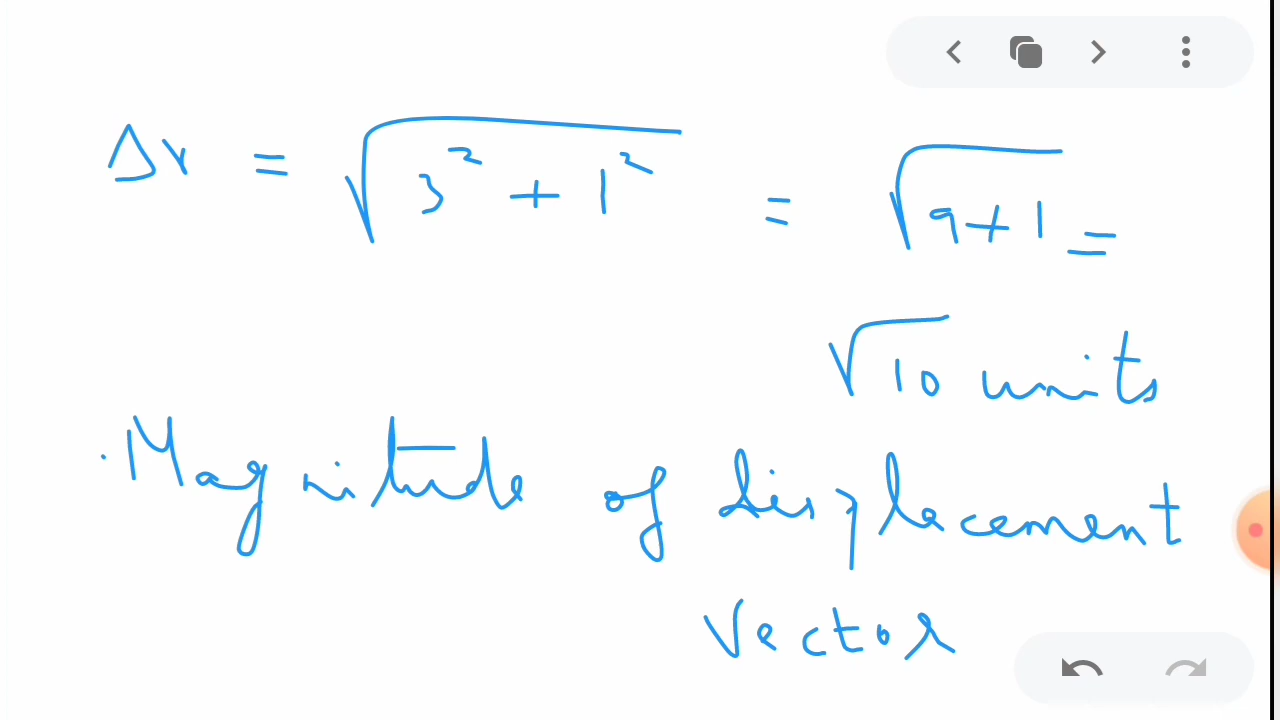 Δr = √(3² + 1²) = √(9+1) =
√10 units
. Magnitude of displacement
vector